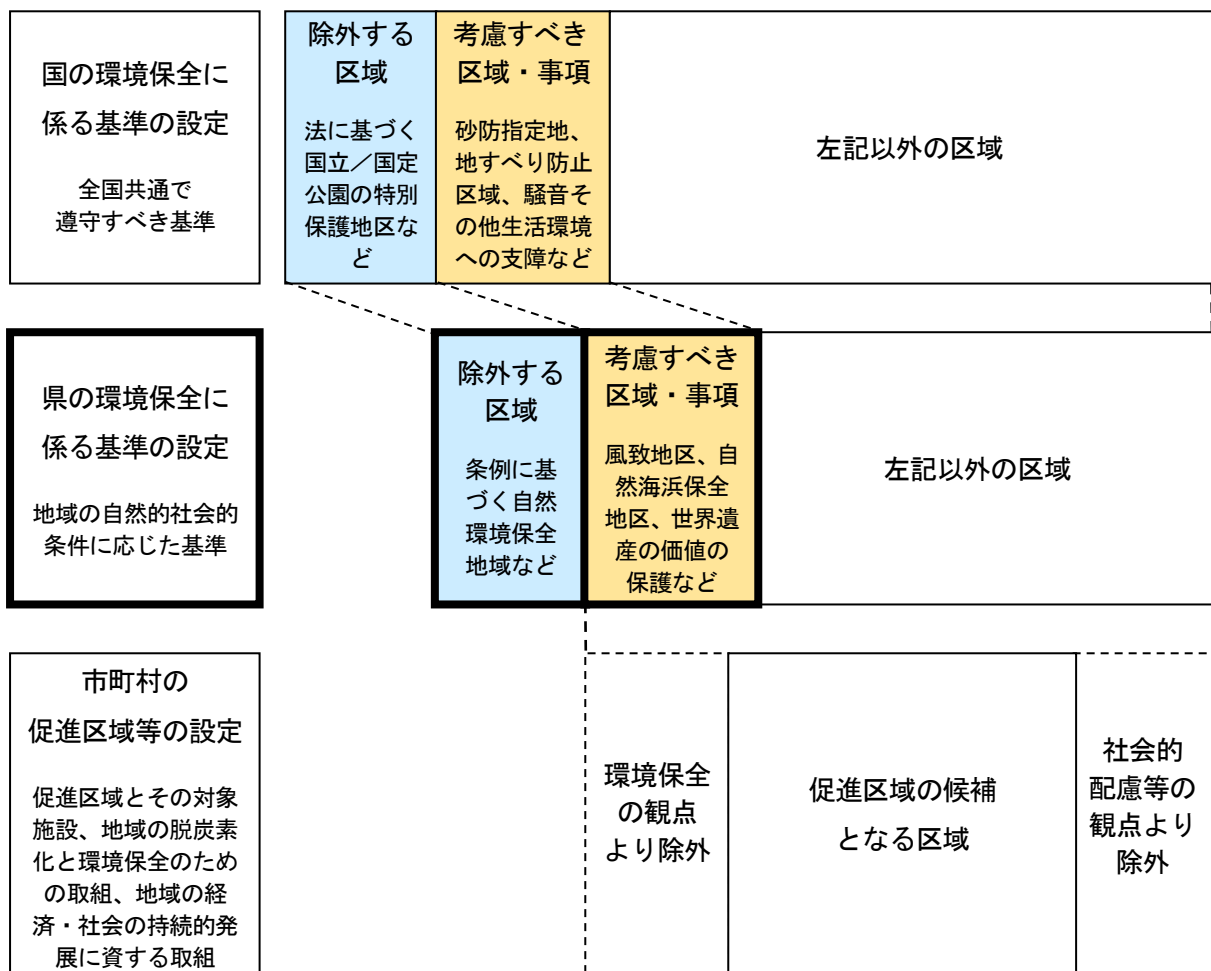 国の環境保全に
係る基準の設定
全国共通で
遵守すべき基準
除外する
区域
法に基づく
国立／国定
公園の特別
保護地区な
ど
考慮すべき
区域・事項
砂防指定地、
地すべり防止
区域、騒音そ
の他生活環境
への支障など
左記以外の区域
県の環境保全に
係る基準の設定
地域の自然的社会的
条件に応じた基準
除外する
区域
条例に基
づく自然
環境保全
地域など
考慮すべき
区域・事項
風致地区、自
然海浜保全
地区、世界遺
産の価値の
保護など
左記以外の区域
市町村の
促進区域等の設定
促進区域とその対象
施設、地域の脱炭素
化と環境保全のため
の取組、地域の経
済・社会の持続的発
展に資する取組
環境保全
の観点
より除外
促進区域の候補
となる区域
社会的
配慮等の
観点より
除外